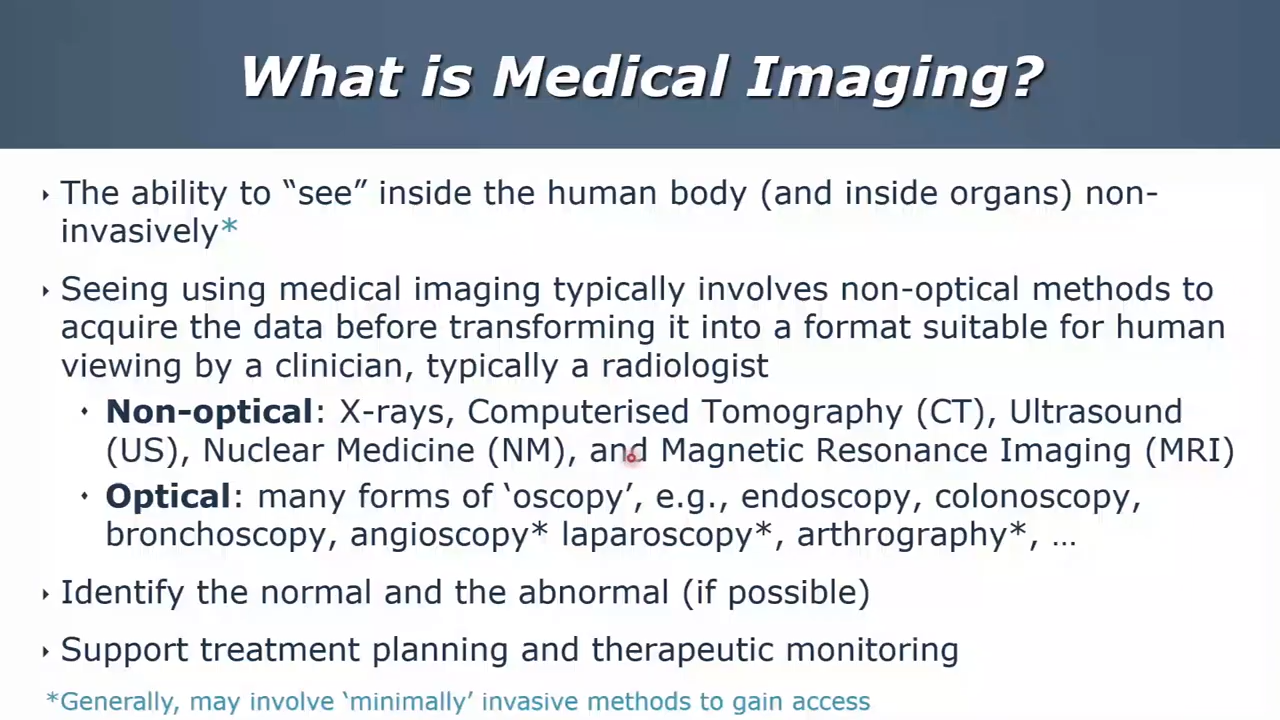 What is Medical Imaging?
The ability to “see” inside the human body (and inside organs) non-
invasively*
Seeing using medical imaging typically involves non-optical methods to
acquire the data before transforming it into a format suitable for human
viewing by a clinician, typically a radiologist
Non-optical: X-rays, Computerised Tomography (CT), Ultrasound
(US), Nuclear Medicine (NM), and Magnetic Resonance Imaging (MRI)
Optical: many forms of ‘oscopy’, e.g., endoscopy, colonoscopy,
bronchoscopy, angioscopy* laparoscopy*, arthrography*, …
Identify the normal and the abnormal (if possible)
Support treatment planning and therapeutic monitoring
*Generally, may involve ‘minimally’ invasive methods to gain access